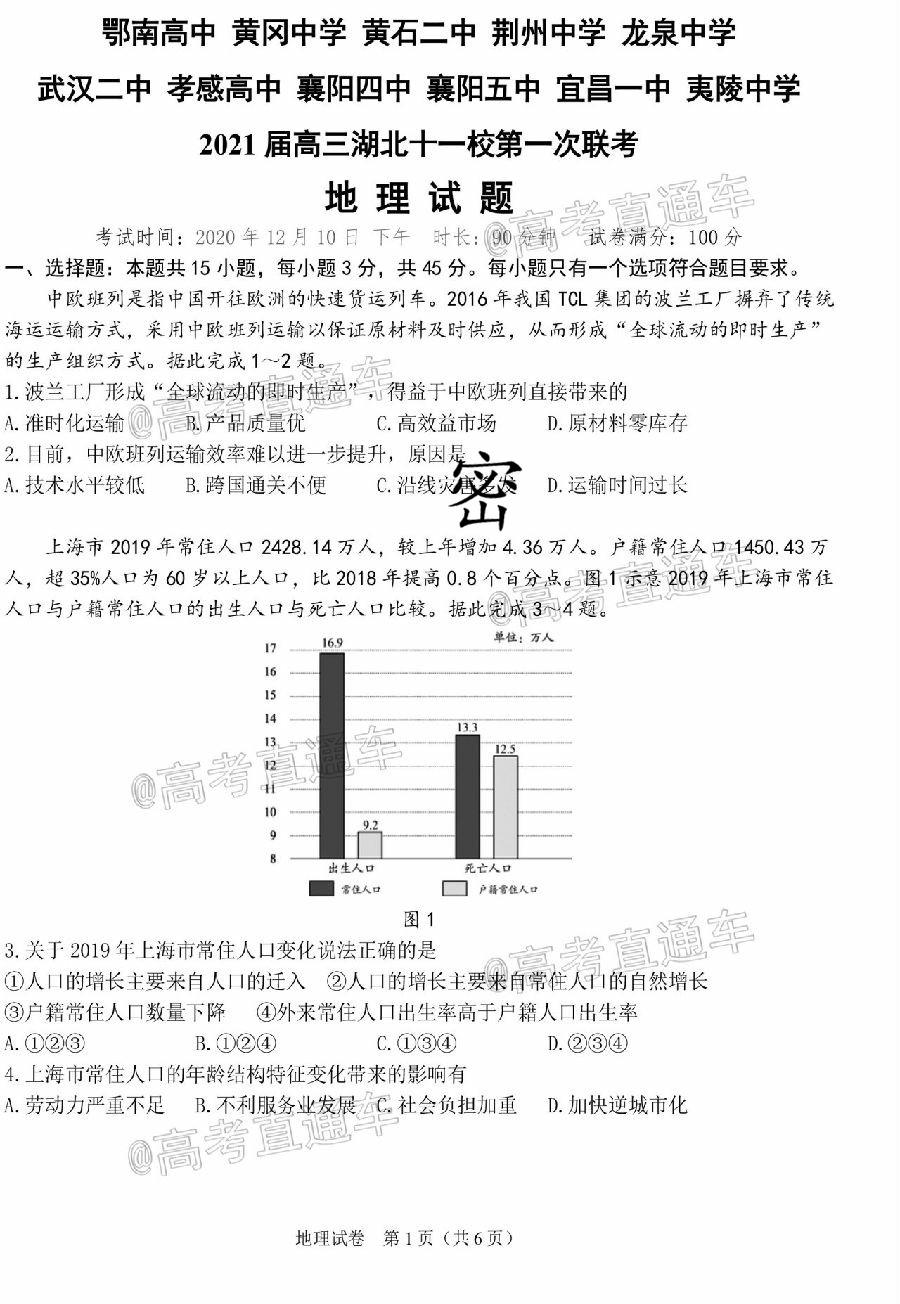 鄂南高中 黄冈中学 黄石二中 荆州中学 龙泉中学
武汉二中 孝感高中 襄阳四中 襄阳五中 宜昌一中 夷陵中学
2021届高三湖北十一校第一次联考
地 理 试 题
@高考直通车
考试时间：2020年12月10日 下午 时长：90分钟 试卷满分：100分
一、选择题：本题共15小题，每小题3分，共45分。每小题只有一个选项符合题目要求。
中欧班列是指中国开往欧洲的快速货运列车。2016年我国TCL集团的波兰工厂摒弃了传统
海运运输方式，采用中欧班列运输以保证原材料及时供应，从而形成“全球流动的即时生产”
的生产组织方式。据此完成1～2题。
1.波兰工厂形成“全球流动的即时生产”，得益于中欧班列直接带来的
@高考直通车
A.准时化运输 B.产品质量优 C.高效益市场 D.原材料零库存
2.目前，中欧班列运输效率难以进一步提升，原因是
A.技术水平较低 B.跨国通关不便 C.沿线灾害多发 D.运输时间过长
密
上海市2019年常住人口2428.14万人，较上年增加4.36万人。户籍常住人口1450.43万
人，超35%人口为60岁以上人口，比2018年提高0.8个百分点。图1示意2019年上海市常住
@高考直通车
人口与户籍常住人口的出生人口与死亡人口比较。据此完成3～4题。
单位：万人
17
16.9
16
15
14
13
13.3
12
12.5
11
10
9
9.2
8
出生人口 死亡人口
常住人口 户籍常住人口
@高考直通车
图1
3.关于2019年上海市常住人口变化说法正确的是
@高考直通车
①人口的增长主要来自人口的迁入 ②人口的增长主要来自常住人口的自然增长
③户籍常住人口数量下降 ④外来常住人口出生率高于户籍人口出生率
A.①②③ B.①②④ C.①③④ D.②③④
4.上海市常住人口的年龄结构特征变化带来的影响有
A.劳动力严重不足 B.不利服务业发展 C.社会负担加重 D.加快逆城市化
@高考直通车
地理试卷 第1页（共6页）